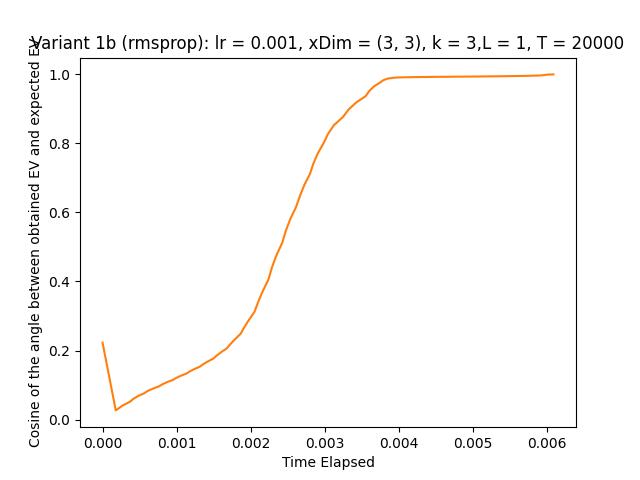 Variant 1b (rmsprop): lr = 0.001, xDim = (3, 3), k = 3,L = 1, T = 20000
Cosine of the angle between obtained EV and expected EV
1.0
0.8
0.6
0.4
0.2
0.0
0.000 0.001 0.002 0.003 0.004 0.005 0.006
Time Elapsed